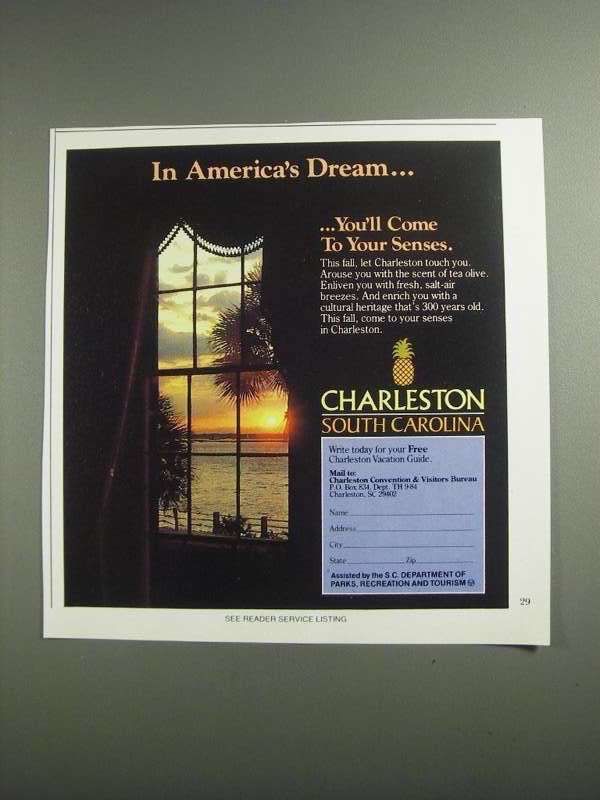 In America's Dream...
...You'll Come
To Your Senses.
This fall, let Charleston touch you.
Arouse you with the scent of tea olive.
Enliven you with fresh, salt-air
breezes. And enrich you with a
cultural heritage that's 300 years old.
This fall, come to your senses
in Charleston.
CHARLESTON
SOUTH CAROLINA
Write today for your Free
Charleston Vacation Guide.
Mail to:
Charleston Convention & Visitors Bureau
P.O. Box 834, Dept. TH 9-84
Charleston, SC 29402
Name
Address
City
State Zip
Assisted by the S.C. DEPARTMENT OF
PARKS, RECREATION AND TOURISM
29
SEE READER SERVICE LISTING